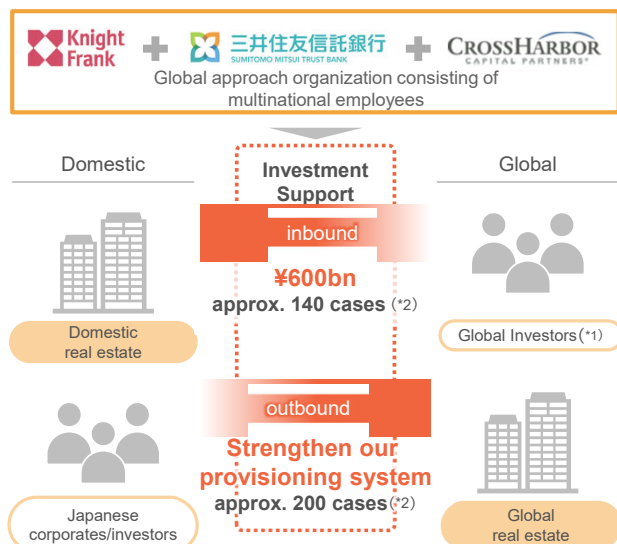 Knight
Frank
三井住友信託銀行
SUMITOMO MITSUI TRUST BANK
CROSSHARBOR
CAPITAL PARTNERS
Global approach organization consisting of
multinational employees
Domestic
Investment
Support
Global
inbound
¥600bn
approx. 140 cases (*2)
Domestic
real estate
Global Investors(*1)
outbound
Strengthen our
provisioning system
approx. 200 cases(*2)
Japanese
corporates/investors
Global
real estate